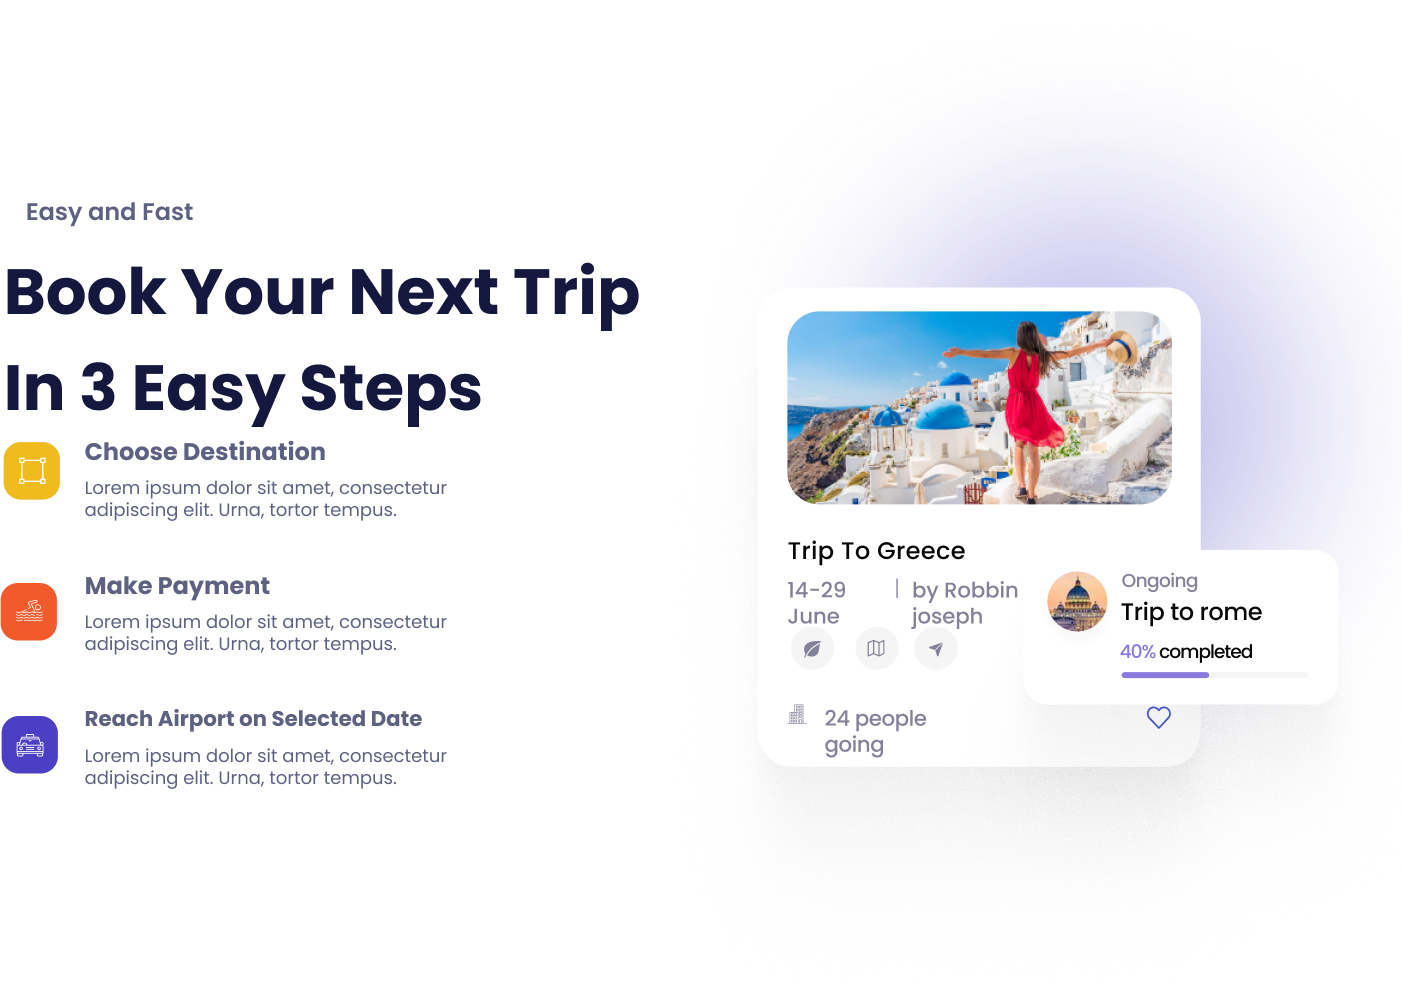 Easy and Fast
Book Your Next Trip
In 3 Easy Steps
Choose Destination
Lorem ipsum dolor sit amet, consectetur
adipiscing elit. Urna, tortor tempus.
Make Payment
Lorem ipsum dolor sit amet, consectetur
adipiscing elit. Urna, tortor tempus.
Reach Airport on Selected Date
Lorem ipsum dolor sit amet, consectetur
adipiscing elit. Urna, tortor tempus.
Trip To Greece
14-29
June
|
by Robbin
joseph
24 people
going
Ongoing
Trip to rome
40% completed